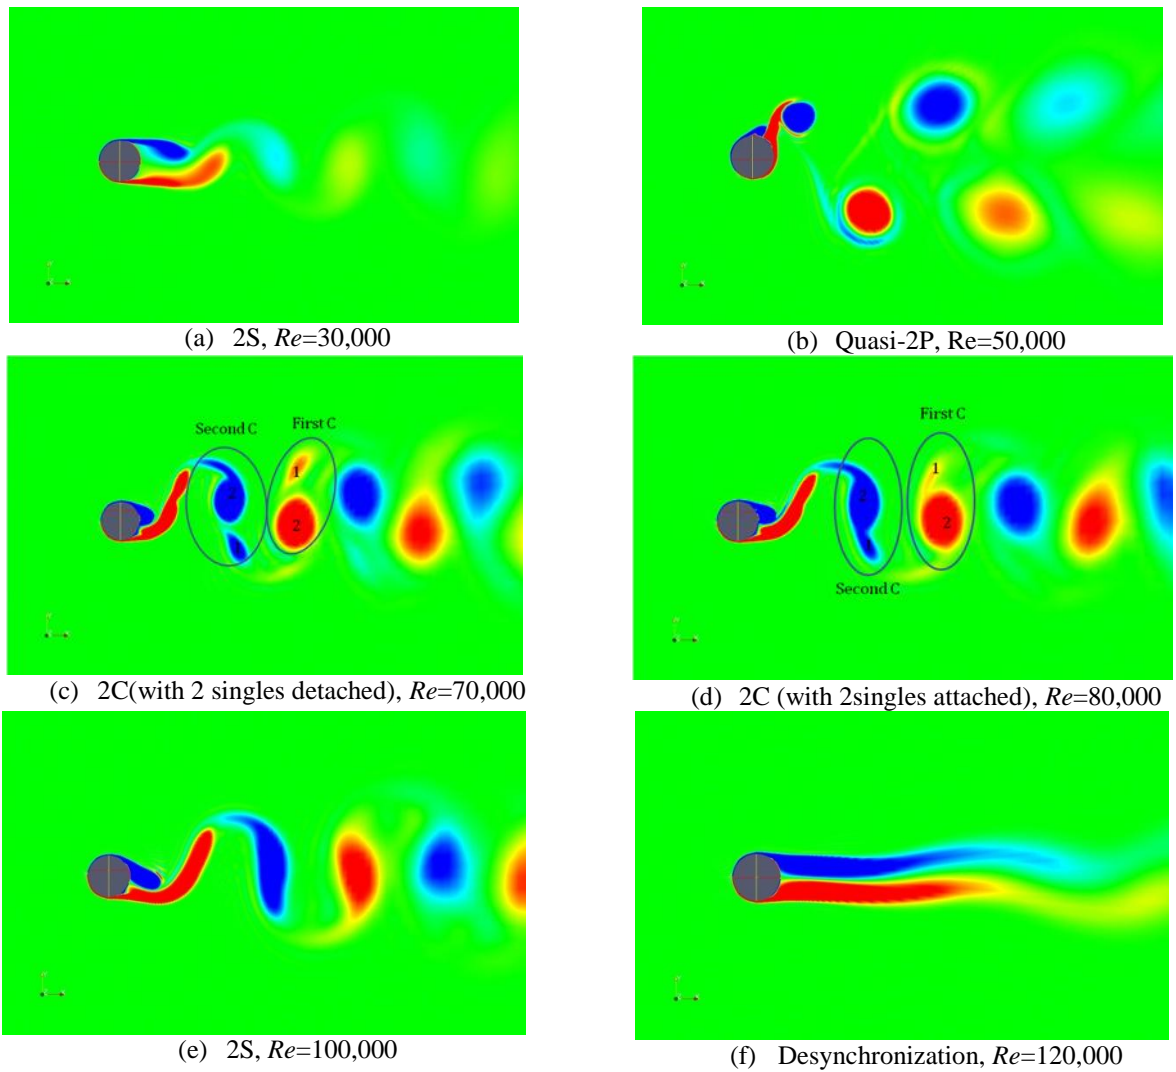 (a) 2S, Re=30,000
(b) Quasi-2P, Re=50,000
Second C
First C
1
2
2
First C
1
2
2
Second C
(c) 2C(with 2 singles detached), Re=70,000
(d) 2C (with 2singles attached), Re=80,000
(e) 2S, Re=100,000
(f) Desynchronization, Re=120,000